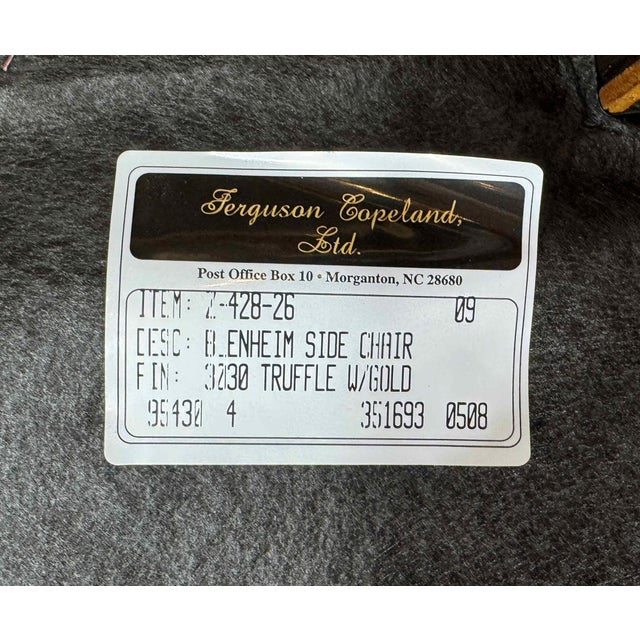 Ferguson Copeland,
Ltd.
Post Office Box 10 • Morganton, NC 28680
ITEM: Z-428-26 09
DESC: BLENHEIM SIDE CHAIR
FIN: 3030 TRUFFLE W/GOLD
95430 4 351693 0508